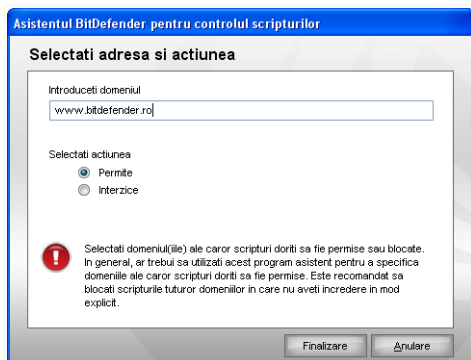 Asistentul BitDefender pentru controlul scripturilor
Selectati adresa si actiunea
Introduceti domeniul
www.bitdefender.ro
Selectati actiunea
Permite
Interzice
Selectati domeniul(iile) ale caror scripturi doriti sa fie permise sau blocate.
In general, ar trebui sa utilizati acest program asistent pentru a specifica
domeniile ale caror scripturi doriti sa fie permise. Este recomandat sa
blocati scripturile tuturor domeniilor in care nu aveti incredere in mod
explicit.
Finalizare
Anulare